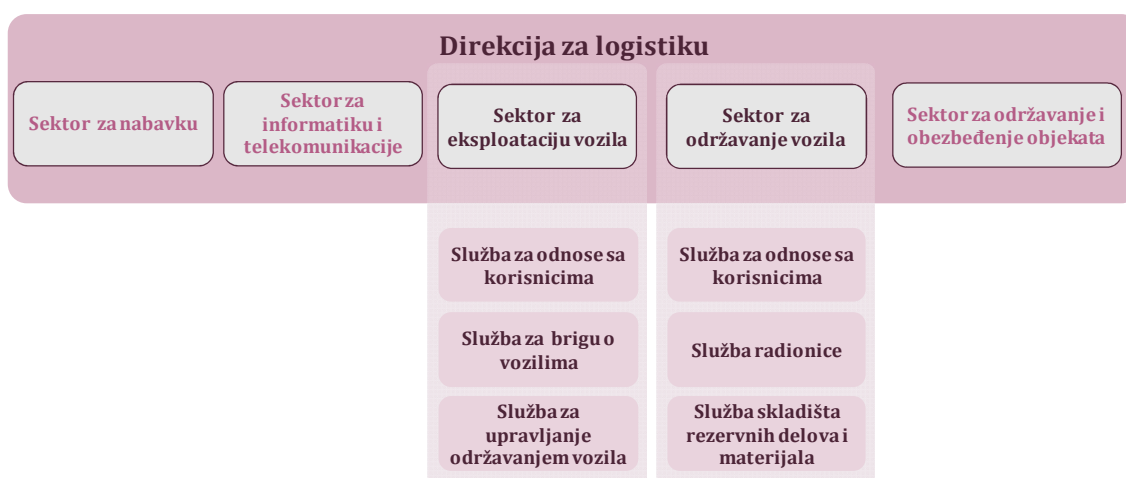 Direkcija za logistiku
Sektor za nabavku
Sektor za
informatiku i
telekomunikacije
Sektor za
eksploataciju vozila
Sektor za
održavanje vozila
Sektor za održavanje i
obezbeđenje objekata
Služba za odnose sa
korisnicima
Služba za brigu o
vozilima
Služba za
upravljanje
održavanjem vozila
Služba za odnose sa
korisnicima
Služba radionice
Služba skladišta
rezervnih delova i
materijala